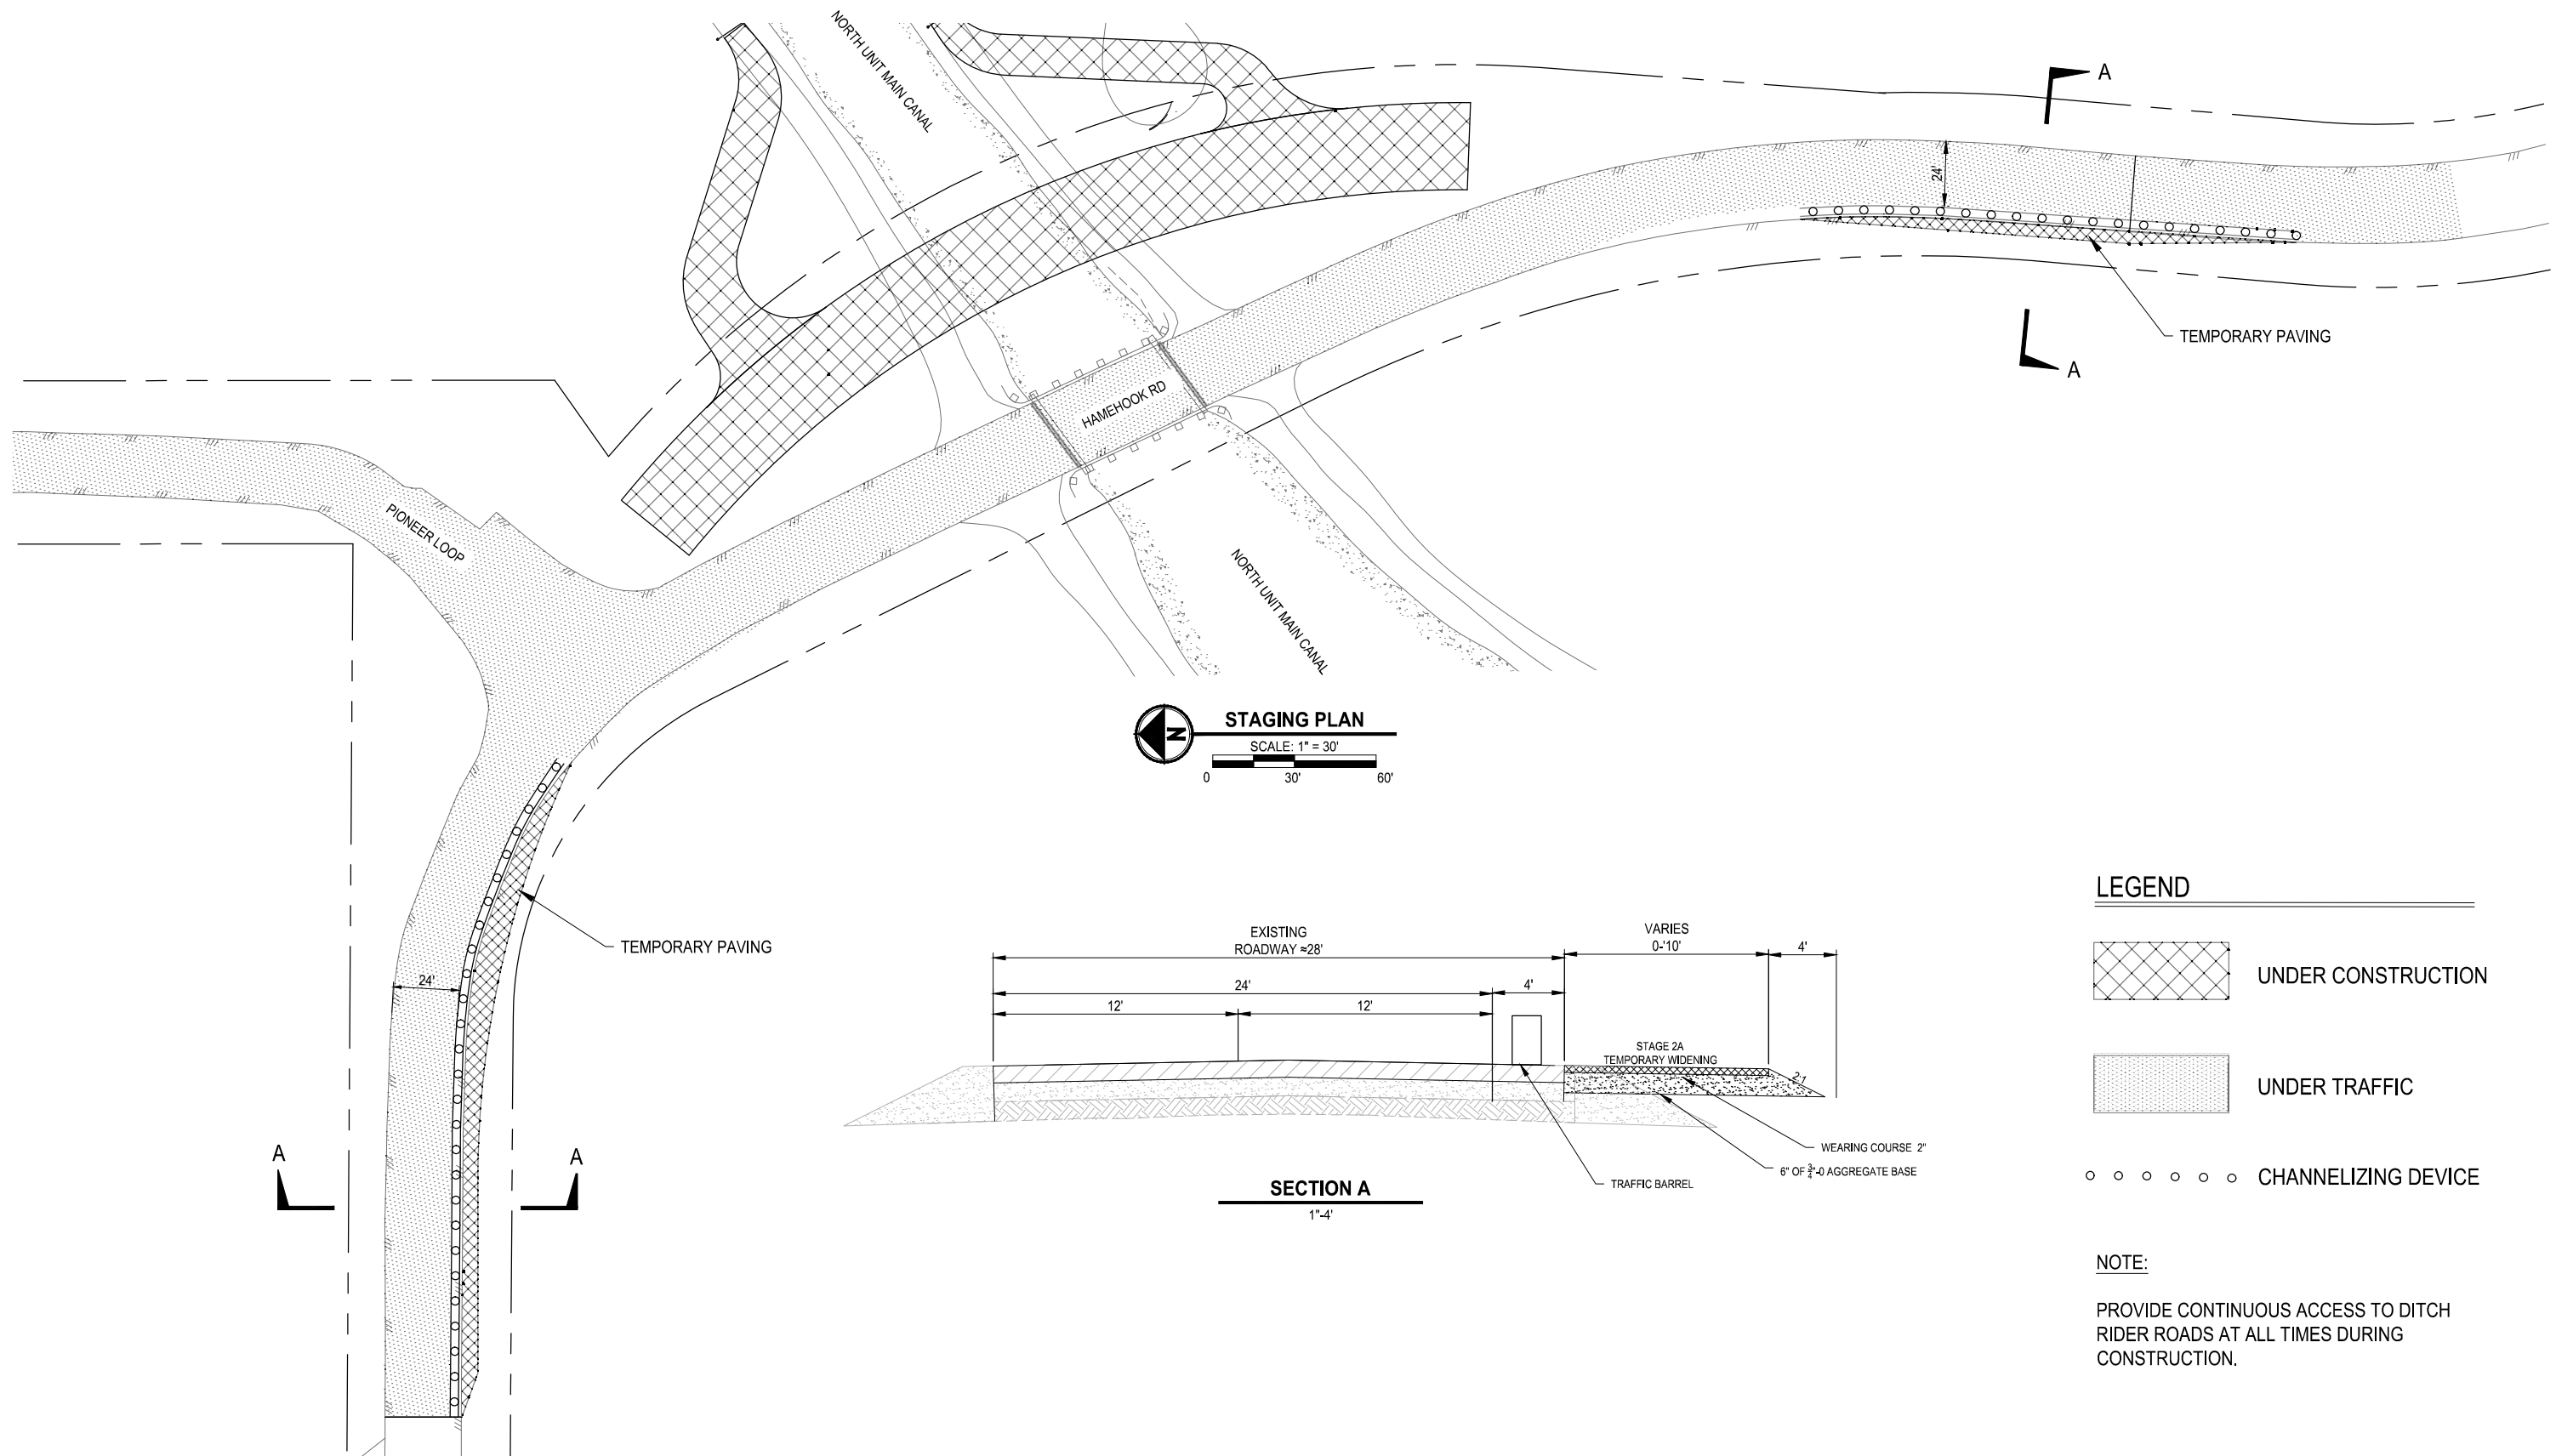 NORTH UNIT MAIN CANAL
A
24'
TEMPORARY PAVING
A
HAMEHOOK RD
PIONEER LOOP
NORTH UNIT MAIN CANAL
N
STAGING PLAN
SCALE: 1" = 30'
0 30' 60'
TEMPORARY PAVING
24'
A A
EXISTING
ROADWAY ≈28'
VARIES
0-'10'
4'
24'
4'
12' 12'
STAGE 2A
TEMPORARY WIDENING
2:1
WEARING COURSE 2"
6" OF 3/4"-0 AGGREGATE BASE
TRAFFIC BARREL
SECTION A
1"-4'
LEGEND
UNDER CONSTRUCTION
UNDER TRAFFIC
CHANNELIZING DEVICE
NOTE:
PROVIDE CONTINUOUS ACCESS TO DITCH
RIDER ROADS AT ALL TIMES DURING
CONSTRUCTION.